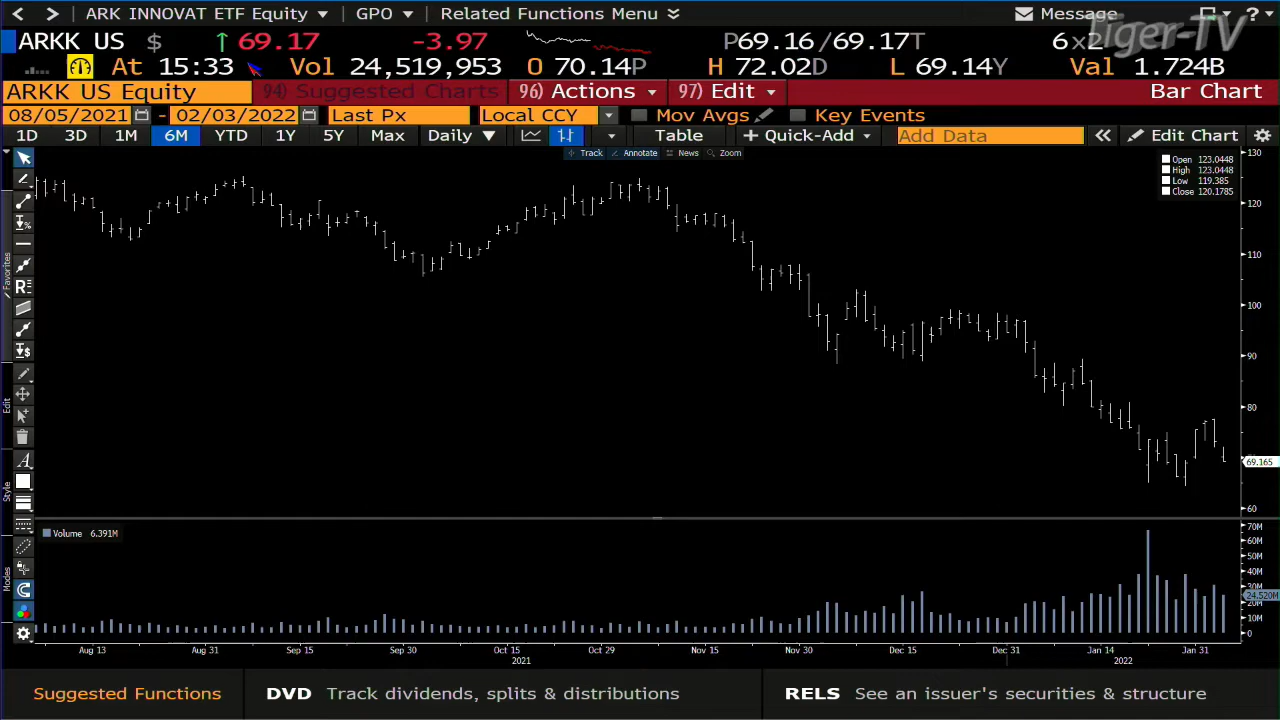 ARK INNOVAT ETF Equity GPO Related Functions Menu Message ?
Tiger-TV
ARKK US $ ↑ 69.17 -3.97 P69.16/69.17T 6x2
At 15:33 Vol 24,519,953 O 70.14P H 72.02D L 69.14Y Val 1.724B
ARKK US Equity 94) Suggested Charts 96) Actions 97) Edit Bar Chart
08/05/2021 - 02/03/2022 Last Px Local CCY Mov Avgs Key Events
1D 3D 1M 6M YTD 1Y 5Y Max Daily ▼ Table + Quick-Add Add Data « Edit Chart
Track Annotate News Zoom
Open 123.0448
High 123.0448
Low 119.385
Close 120.1785
130
120
110
100
90
80
69.165
60
Favorites
Edit
Style
Modes
Volume 6.391M
70M
60M
50M
40M
30M
24.520M
20M
10M
0
Aug 13 Aug 31 Sep 15 Sep 30 Oct 15 Oct 29 Nov 15 Nov 30 Dec 15 Dec 31 Jan 14 Jan 31
2021 2022
Suggested Functions DVD Track dividends, splits & distributions RELS See an issuer's securities & structure